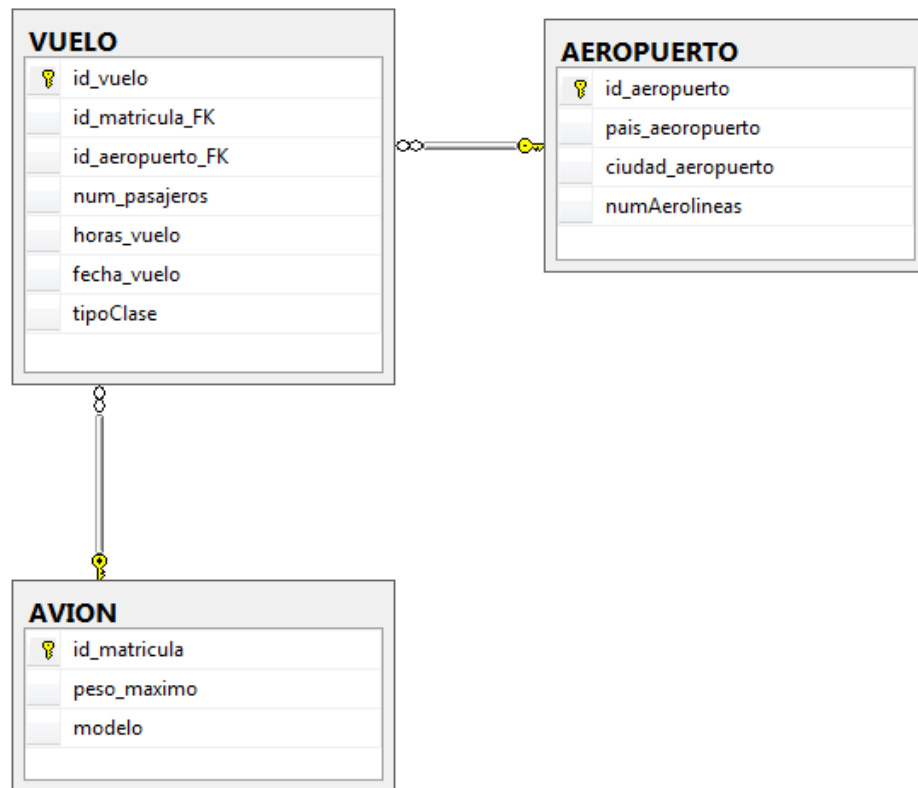 VUELO
id_vuelo
id_matricula_FK
id_aeropuerto_FK
num_pasajeros
horas_vuelo
fecha_vuelo
tipoClase
AEROPUERTO
id_aeropuerto
pais_aeoropuerto
ciudad_aeropuerto
numAerolineas
AVION
id_matricula
peso_maximo
modelo